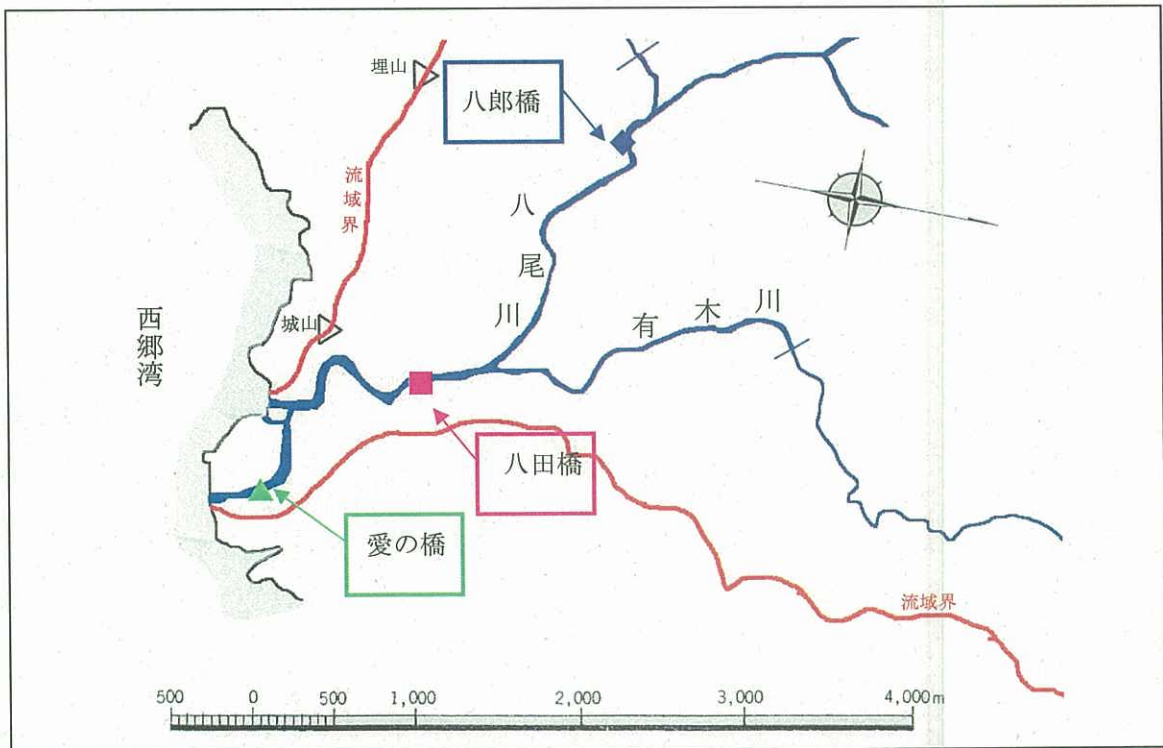 埋山
八郎橋
流域界
八尾川
西郷湾
城山
有木川
八田橋
愛の橋
流域界
500 0 500 1,000 2,000 3,000 4,000m